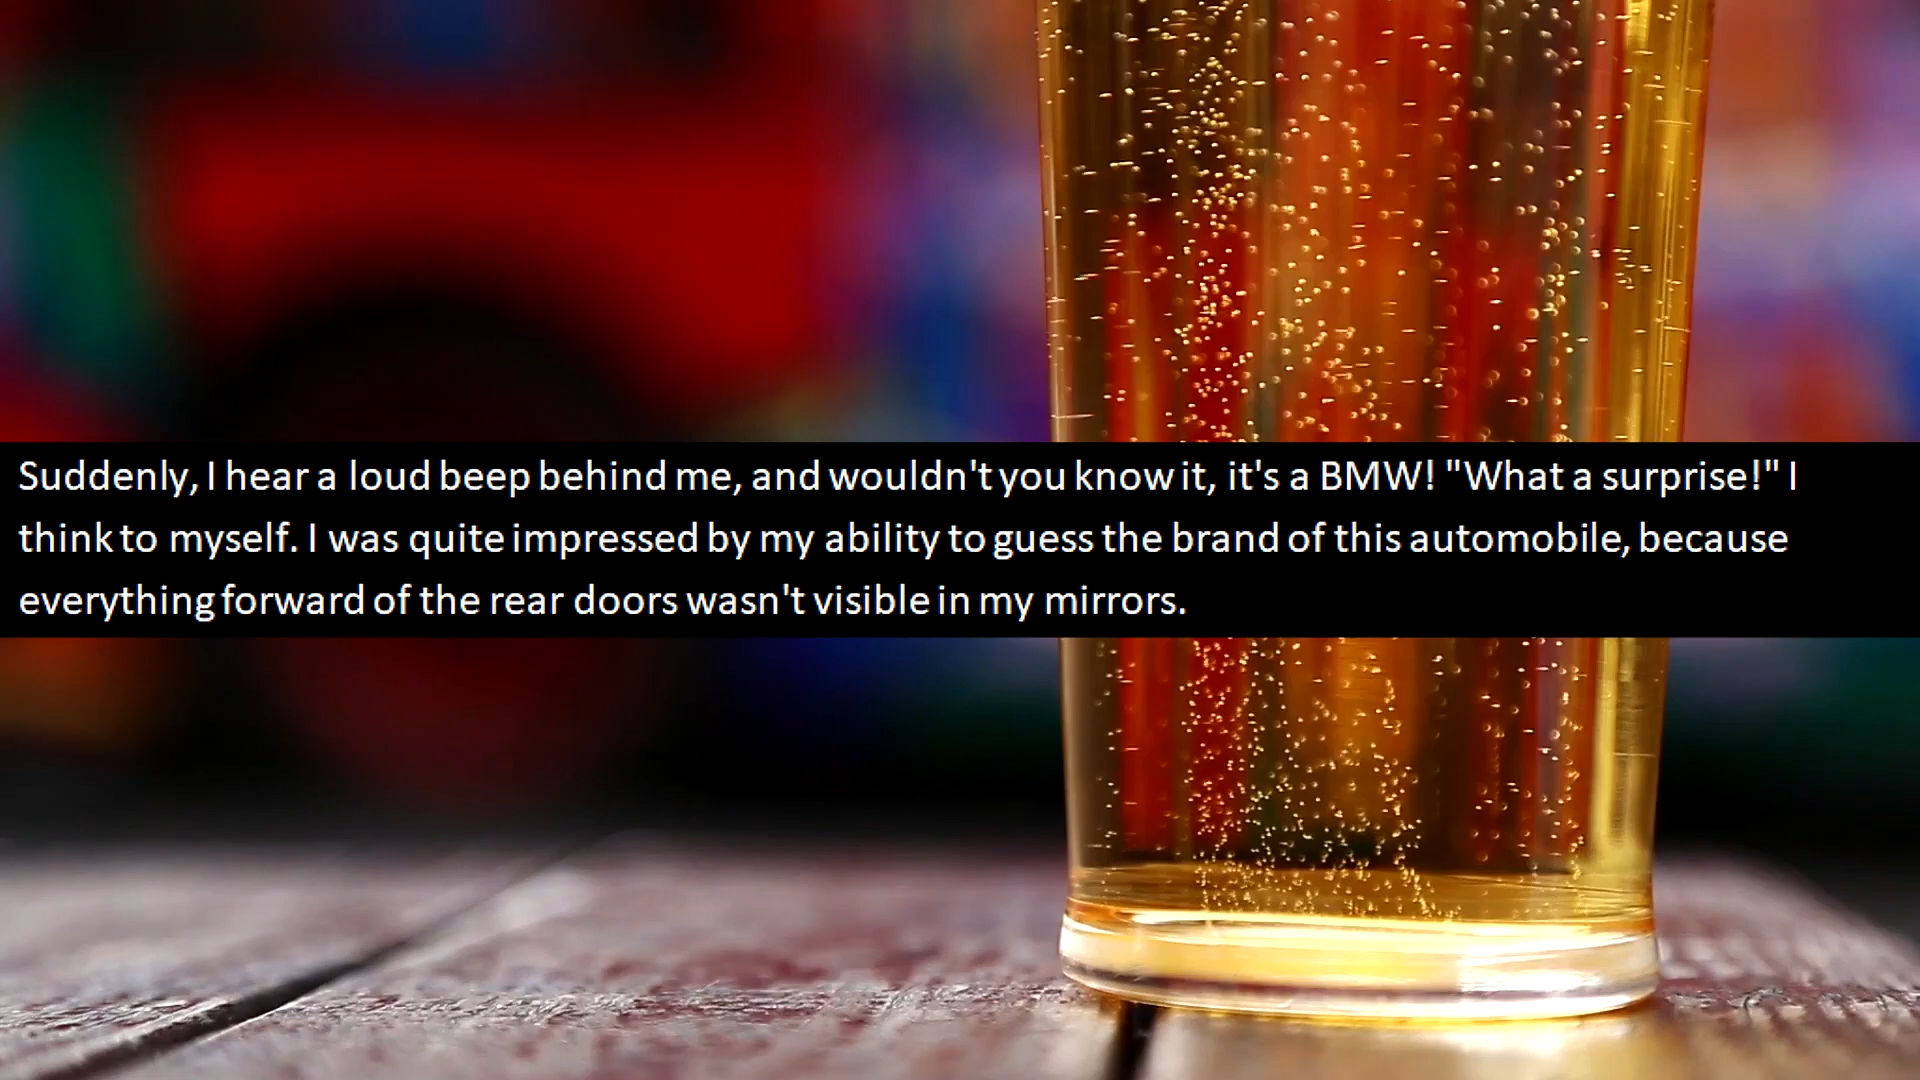 Suddenly, I hear a loud beep behind me, and wouldn't you know it, it's a BMW! "What a surprise!" I
think to myself. I was quite impressed by my ability to guess the brand of this automobile, because
everything forward of the rear doors wasn't visible in my mirrors.